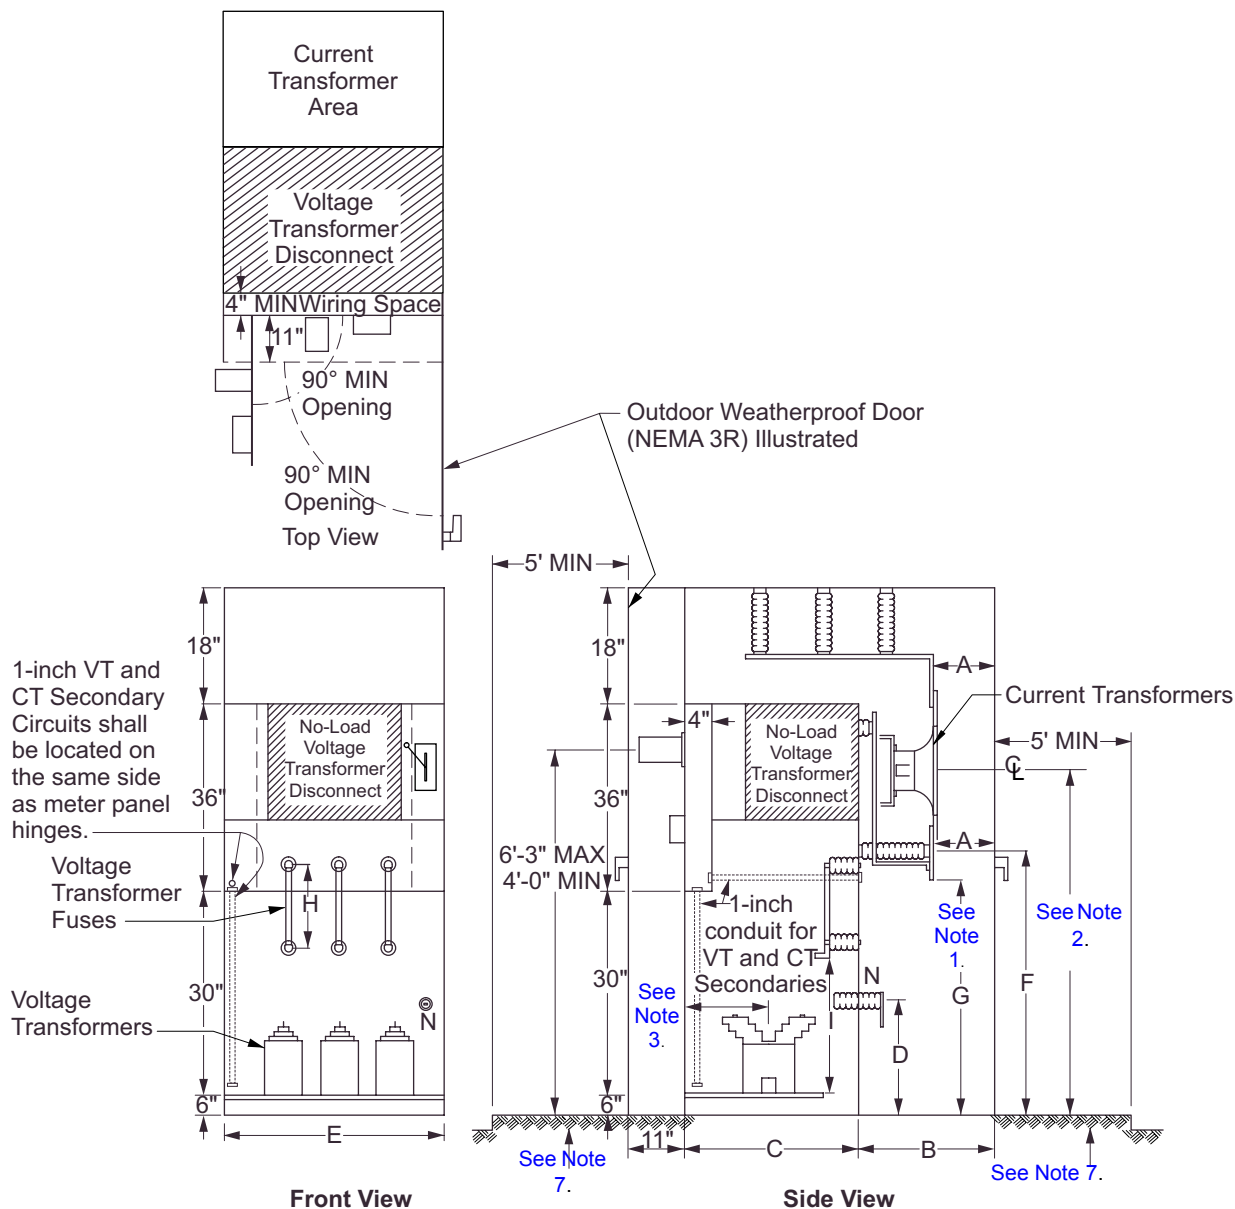 Current
Transformer
Area
Voltage
Transformer
Disconnect
4" MIN Wiring Space
11"
90° MIN
Opening
90° MIN
Opening
Top View
Outdoor Weatherproof Door
(NEMA 3R) Illustrated
5' MIN
18"
36"
30"
6"
1-inch VT and
CT Secondary
Circuits shall
be located on
the same side
as meter panel
hinges.
Voltage
Transformer
Fuses
Voltage
Transformers
No-Load
Voltage
Transformer
Disconnect
H
N
E
Front View
18"
36"
30"
6"
A
Current Transformers
4"
No-Load
Voltage
Transformer
Disconnect
5' MIN
CL
A
6'-3" MAX
4'-0" MIN
1-inch
conduit for
VT and CT
Secondaries
See
Note
1.
See Note
2.
See
Note
3.
N
I
D
G
F
11"
C
B
See Note
7.
See Note 7.
Side View